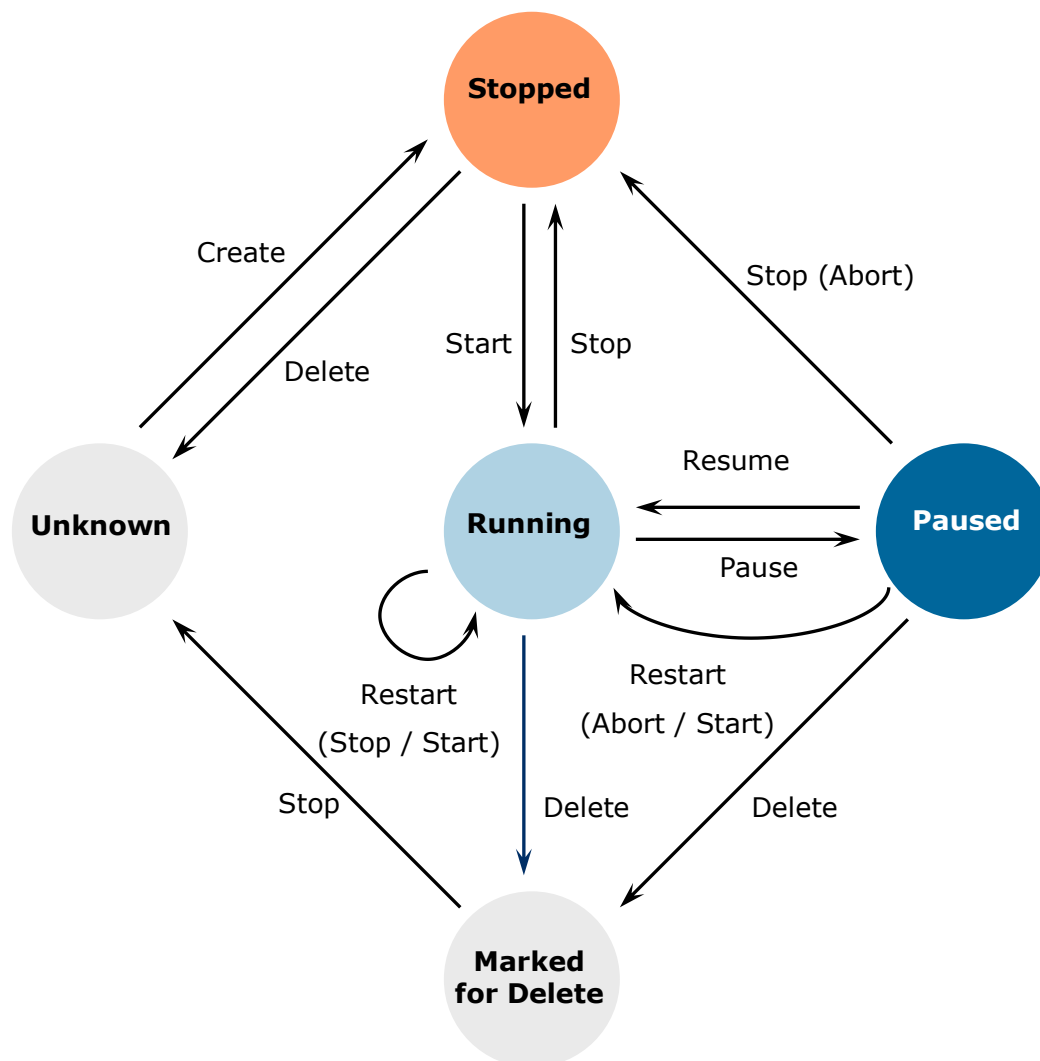 Stopped
Create
Stop (Abort)
Start
Stop
Delete
Resume
Unknown
Running
Paused
Pause
Restart
(Stop / Start)
Restart
(Abort / Start)
Stop
Delete
Delete
Marked
for Delete